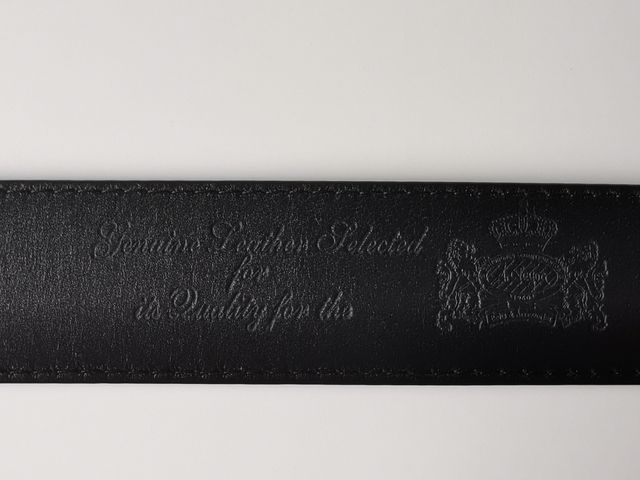 Genuine Leather Selected
for
its Quality for the